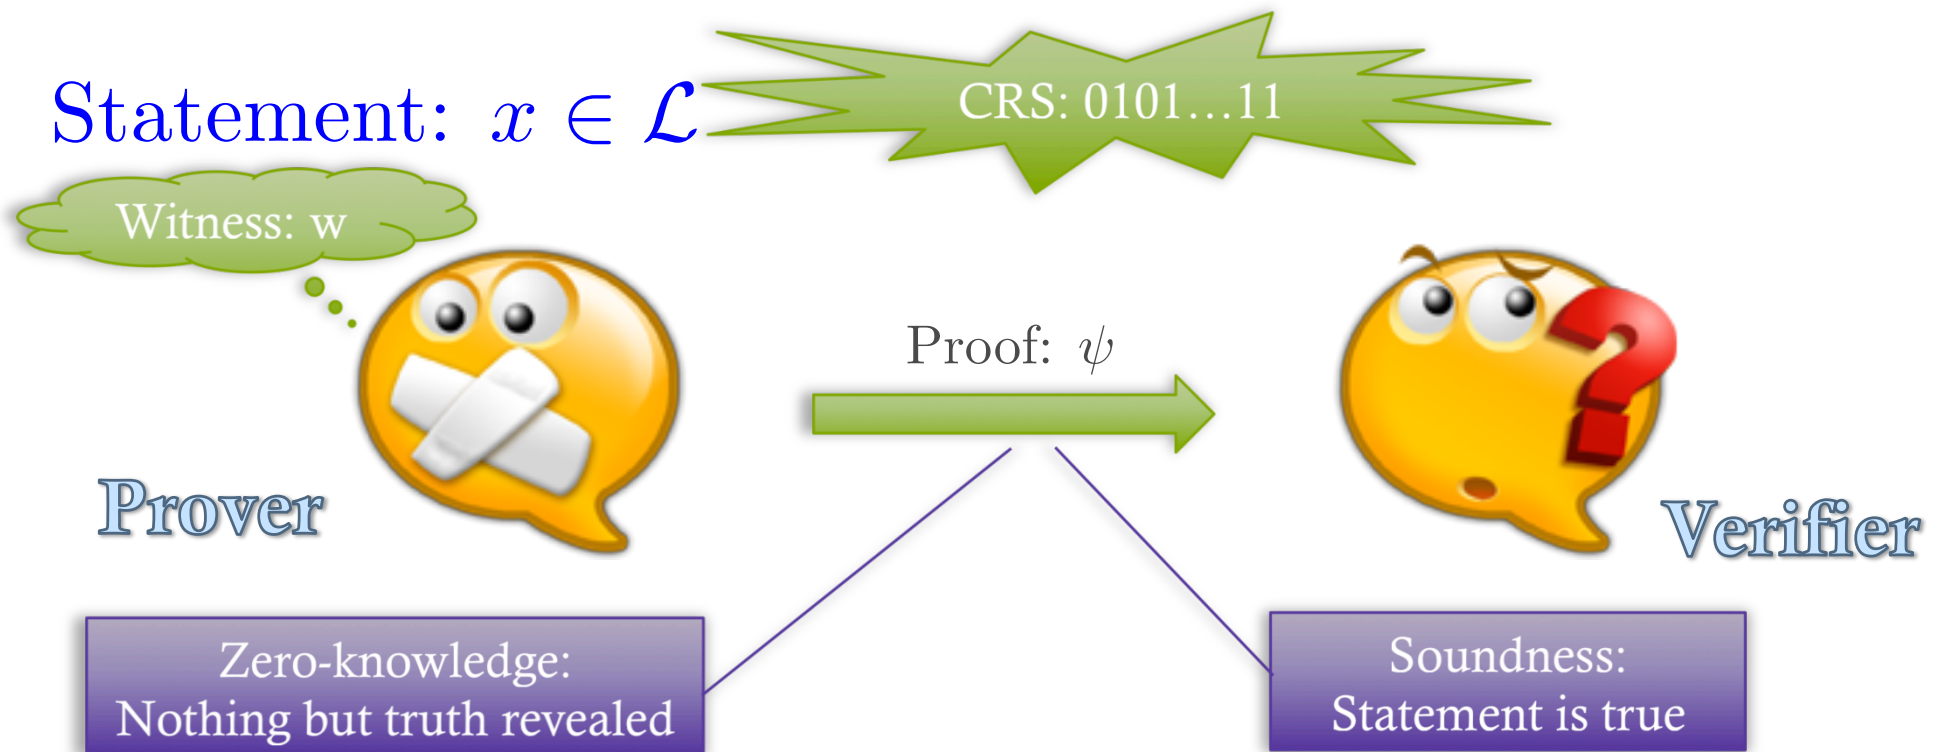 Statement: x ∈ ℒ
CRS: 0101...11
Witness: w
Proof: ψ
Prover
Verifier
Zero-knowledge:
Nothing but truth revealed
Soundness:
Statement is true